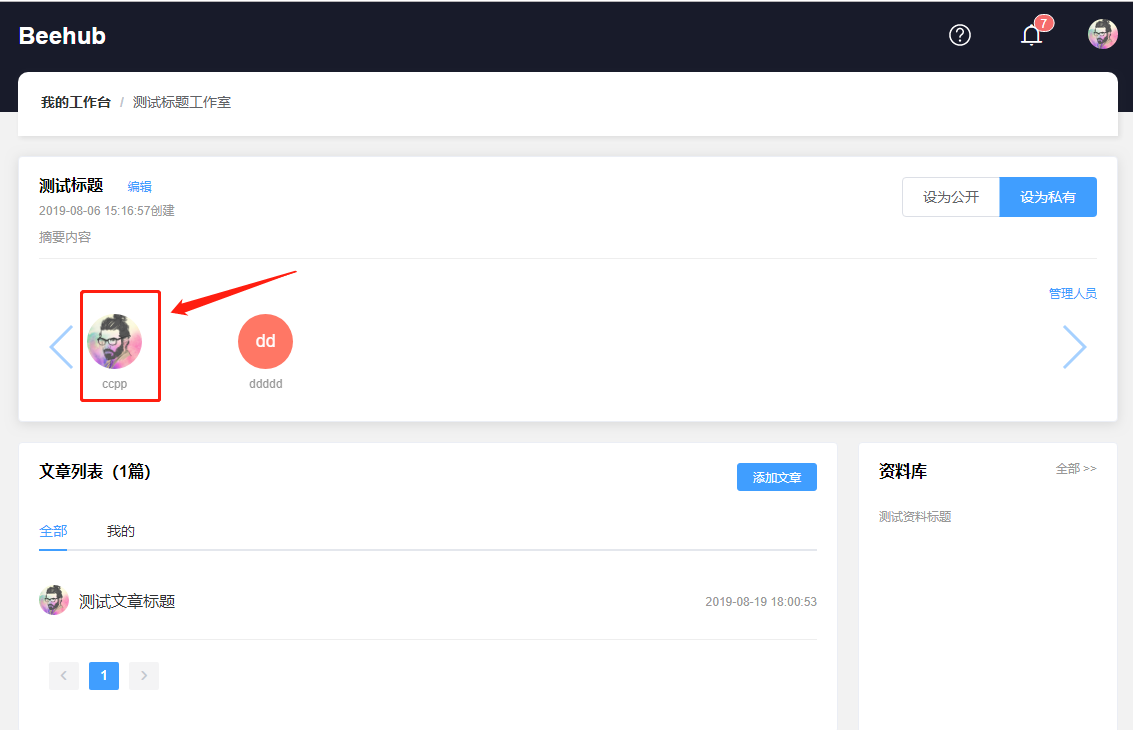 Beehub
7
我的工作台 / 测试标题工作室
测试标题 编辑
2019-08-06 15:16:57创建
摘要内容
设为公开 设为私有
管理人员
dd
ccpp ddddd
文章列表（1篇）
添加文章
全部 我的
测试文章标题 2019-08-19 18:00:53
1
资料库 全部 >>
测试资料标题